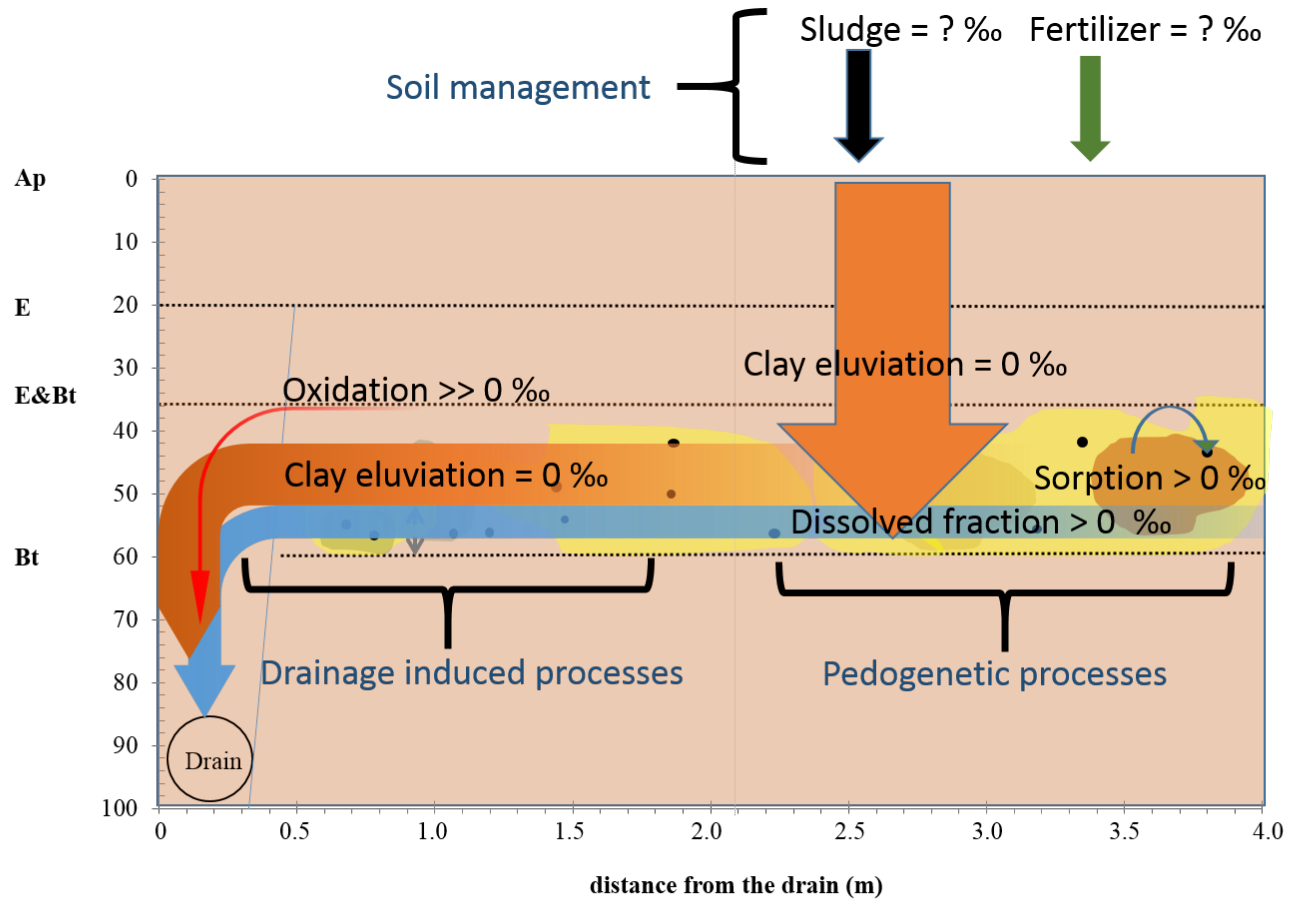 Sludge = ? ‰ Fertilizer = ? ‰
Soil management
Ap 0
10
E 20
30
Clay eluviation = 0 ‰
Oxidation >> 0 ‰
E&Bt
40
Clay eluviation = 0 ‰ Sorption > 0 ‰
50
Dissolved fraction > 0 ‰
Bt 60
70
Drainage induced processes Pedogenetic processes
80
90
Drain
100
0 0.5 1.0 1.5 2.0 2.5 3.0 3.5 4.0
distance from the drain (m)